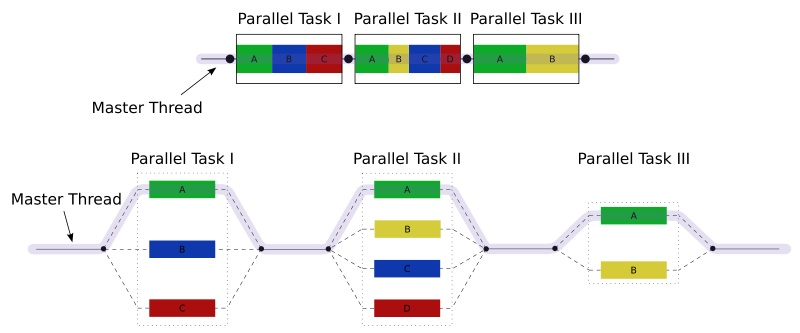 Parallel Task I Parallel Task II Parallel Task III
A B C A B C D A B
Master Thread
Parallel Task I Parallel Task II Parallel Task III
Master Thread
A A
B A
B
C B
C D